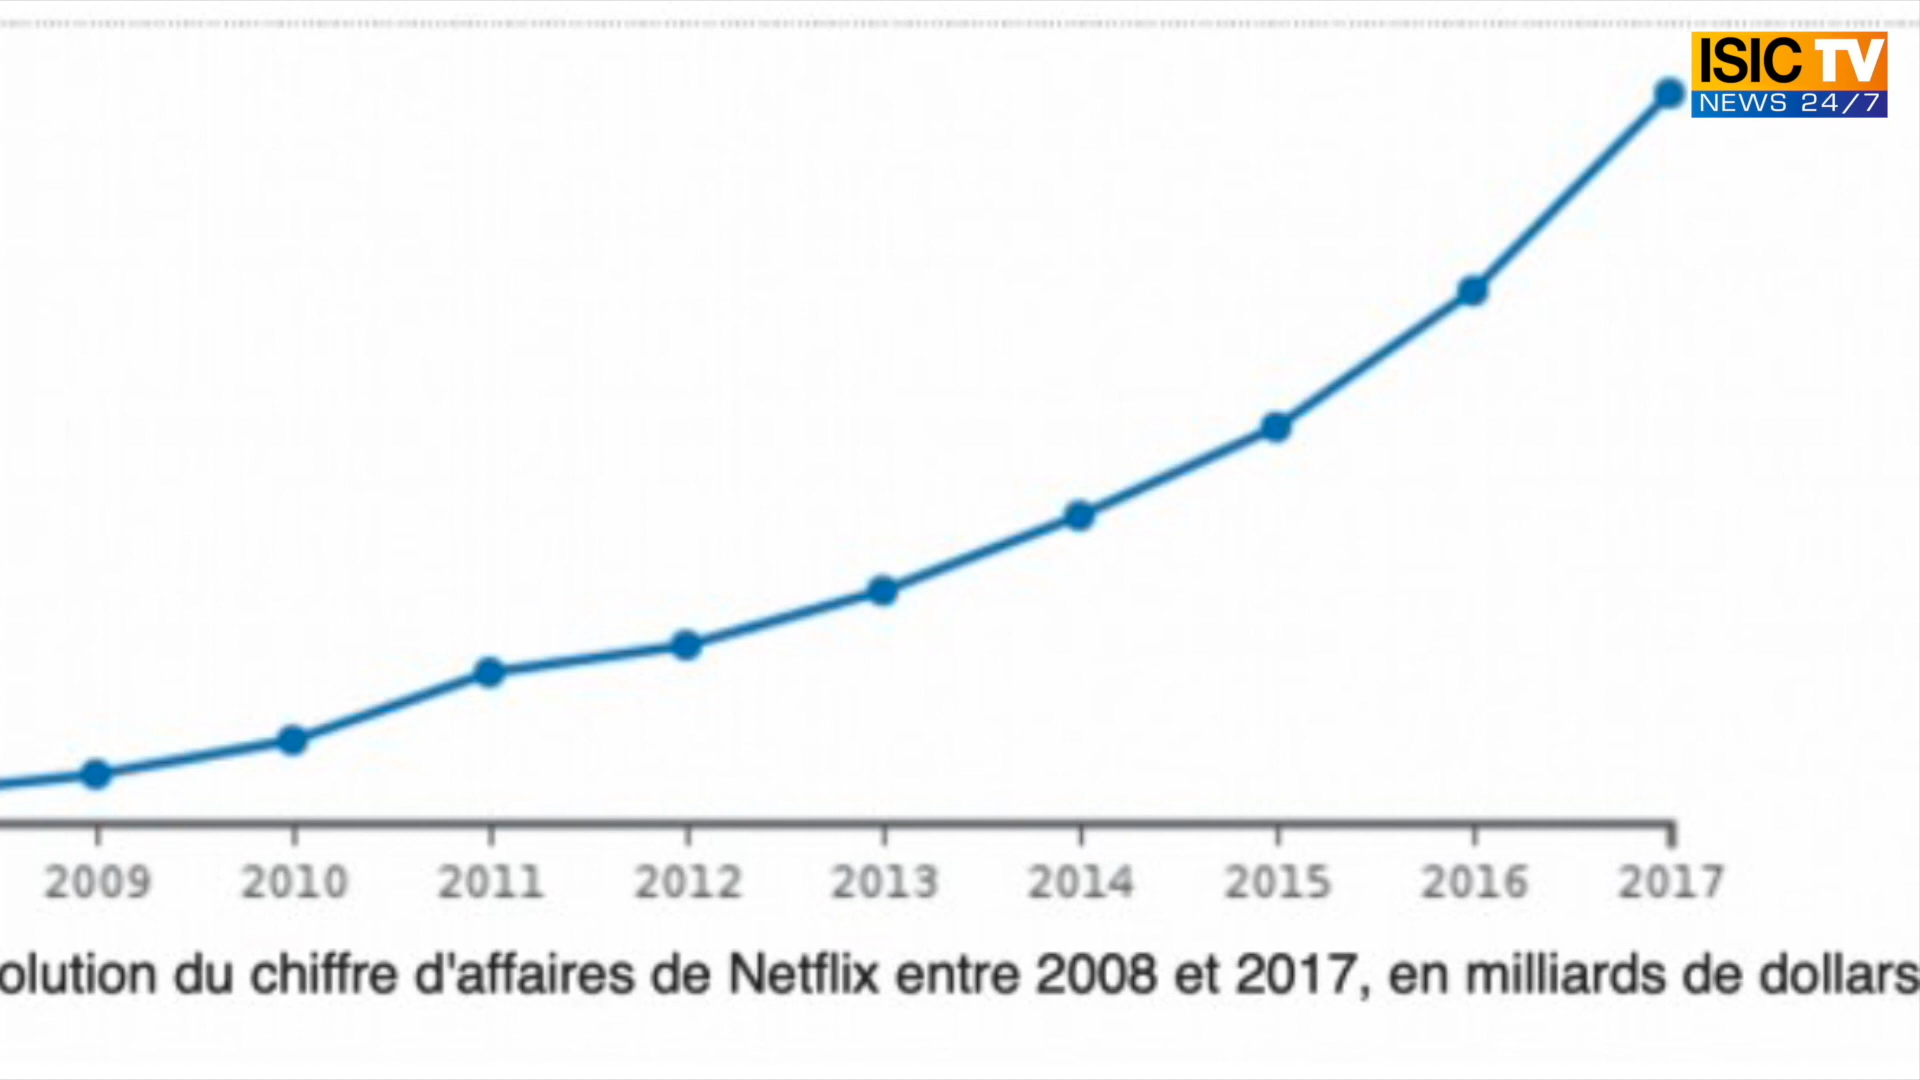 ISIC TV
NEWS 24/7
2009 2010 2011 2012 2013 2014 2015 2016 2017
olution du chiffre d'affaires de Netflix entre 2008 et 2017, en milliards de dollars